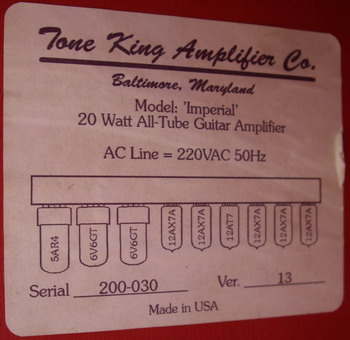 Tone King Amplifier Co.
Baltimore, Maryland
Model: 'Imperial'
20 Watt All-Tube Guitar Amplifier
AC Line = 220VAC 50Hz
5AR4 6V6GT 6V6GT 12AX7A 12AX7A 12AT7 12AX7A 12AX7A 12AX7A
Serial 200-030 Ver. 13
Made in USA